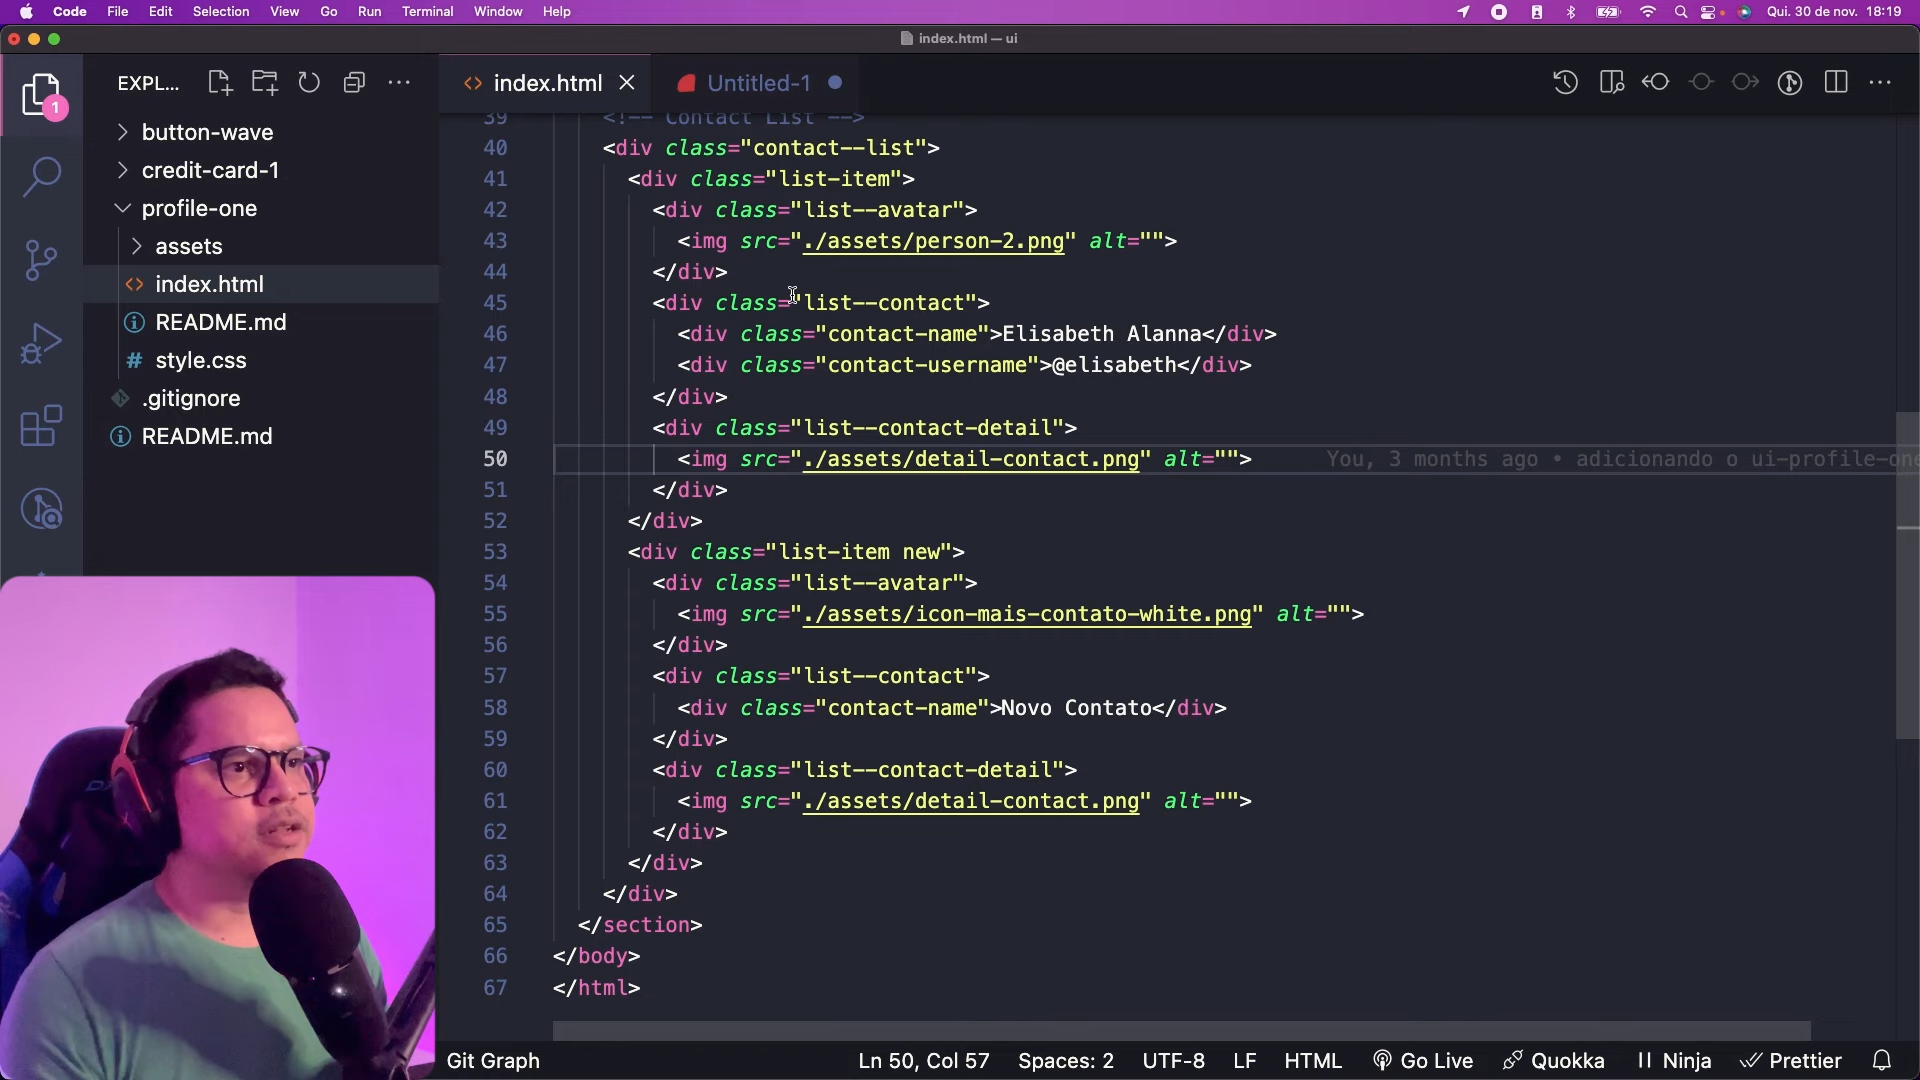 Code File Edit Selection View Go Run Terminal Window Help Qui. 30 de nov. 18:19
index.html — ui
EXPL...
index.html
Untitled-1
1
button-wave
credit-card-1
profile-one
assets
index.html
README.md
style.css
.gitignore
README.md
39 <!-- Contact List -->
40 <div class="contact--list">
41 <div class="list-item">
42 <div class="list--avatar">
43 <img src="./assets/person-2.png" alt="">
44 </div>
45 <div class="list--contact">
46 <div class="contact-name">Elisabeth Alanna</div>
47 <div class="contact-username">@elisabeth</div>
48 </div>
49 <div class="list--contact-detail">
50 <img src="./assets/detail-contact.png" alt=""> You, 3 months ago • adicionando o ui-profile-one
51 </div>
52 </div>
53 <div class="list-item new">
54 <div class="list--avatar">
55 <img src="./assets/icon-mais-contato-white.png" alt="">
56 </div>
57 <div class="list--contact">
58 <div class="contact-name">Novo Contato</div>
59 </div>
60 <div class="list--contact-detail">
61 <img src="./assets/detail-contact.png" alt="">
62 </div>
63 </div>
64 </div>
65 </section>
66 </body>
67 </html>
Git Graph Ln 50, Col 57 Spaces: 2 UTF-8 LF HTML Go Live Quokka Ninja Prettier